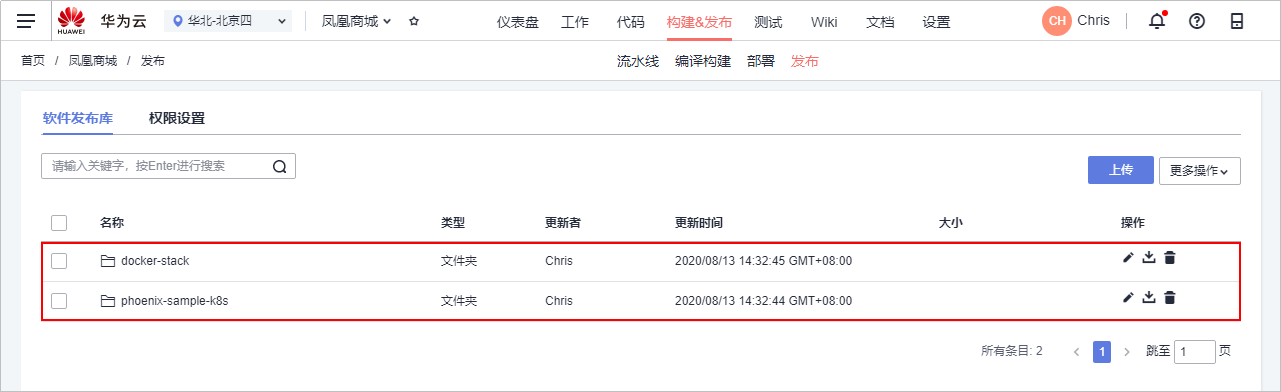 HUAWEI 华为云 华北-北京四 凤凰商城 仪表盘 工作 代码 构建&发布 测试 Wiki 文档 设置 CH Chris
首页 / 凤凰商城 / 发布 流水线 编译构建 部署 发布
软件发布库 权限设置
请输入关键字，按Enter进行搜索 上传 更多操作
名称 类型 更新者 更新时间 大小 操作
docker-stack 文件夹 Chris 2020/08/13 14:32:45 GMT+08:00
phoenix-sample-k8s 文件夹 Chris 2020/08/13 14:32:44 GMT+08:00
所有条目: 2 < 1 > 跳至 1 页